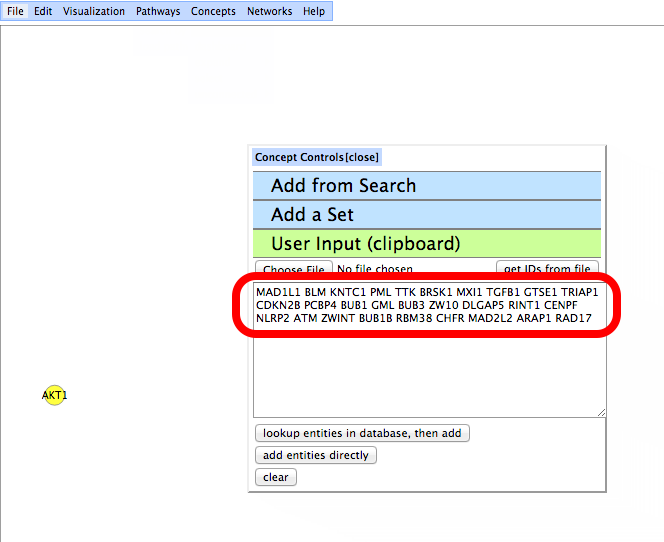 File Edit Visualization Pathways Concepts Networks Help
Concept Controls[close]
Add from Search
Add a Set
User Input (clipboard)
Choose File No file chosen get IDs from file
MAD1L1 BLM KNTC1 PML TTK BRSK1 MXI1 TGFB1 GTSE1 TRIAP1
CDKN2B PCBP4 BUB1 GML BUB3 ZW10 DLGAP5 RINT1 CENPF
NLRP2 ATM ZWINT BUB1B RBM38 CHFR MAD2L2 ARAP1 RAD17
AKT1
lookup entities in database, then add
add entities directly
clear